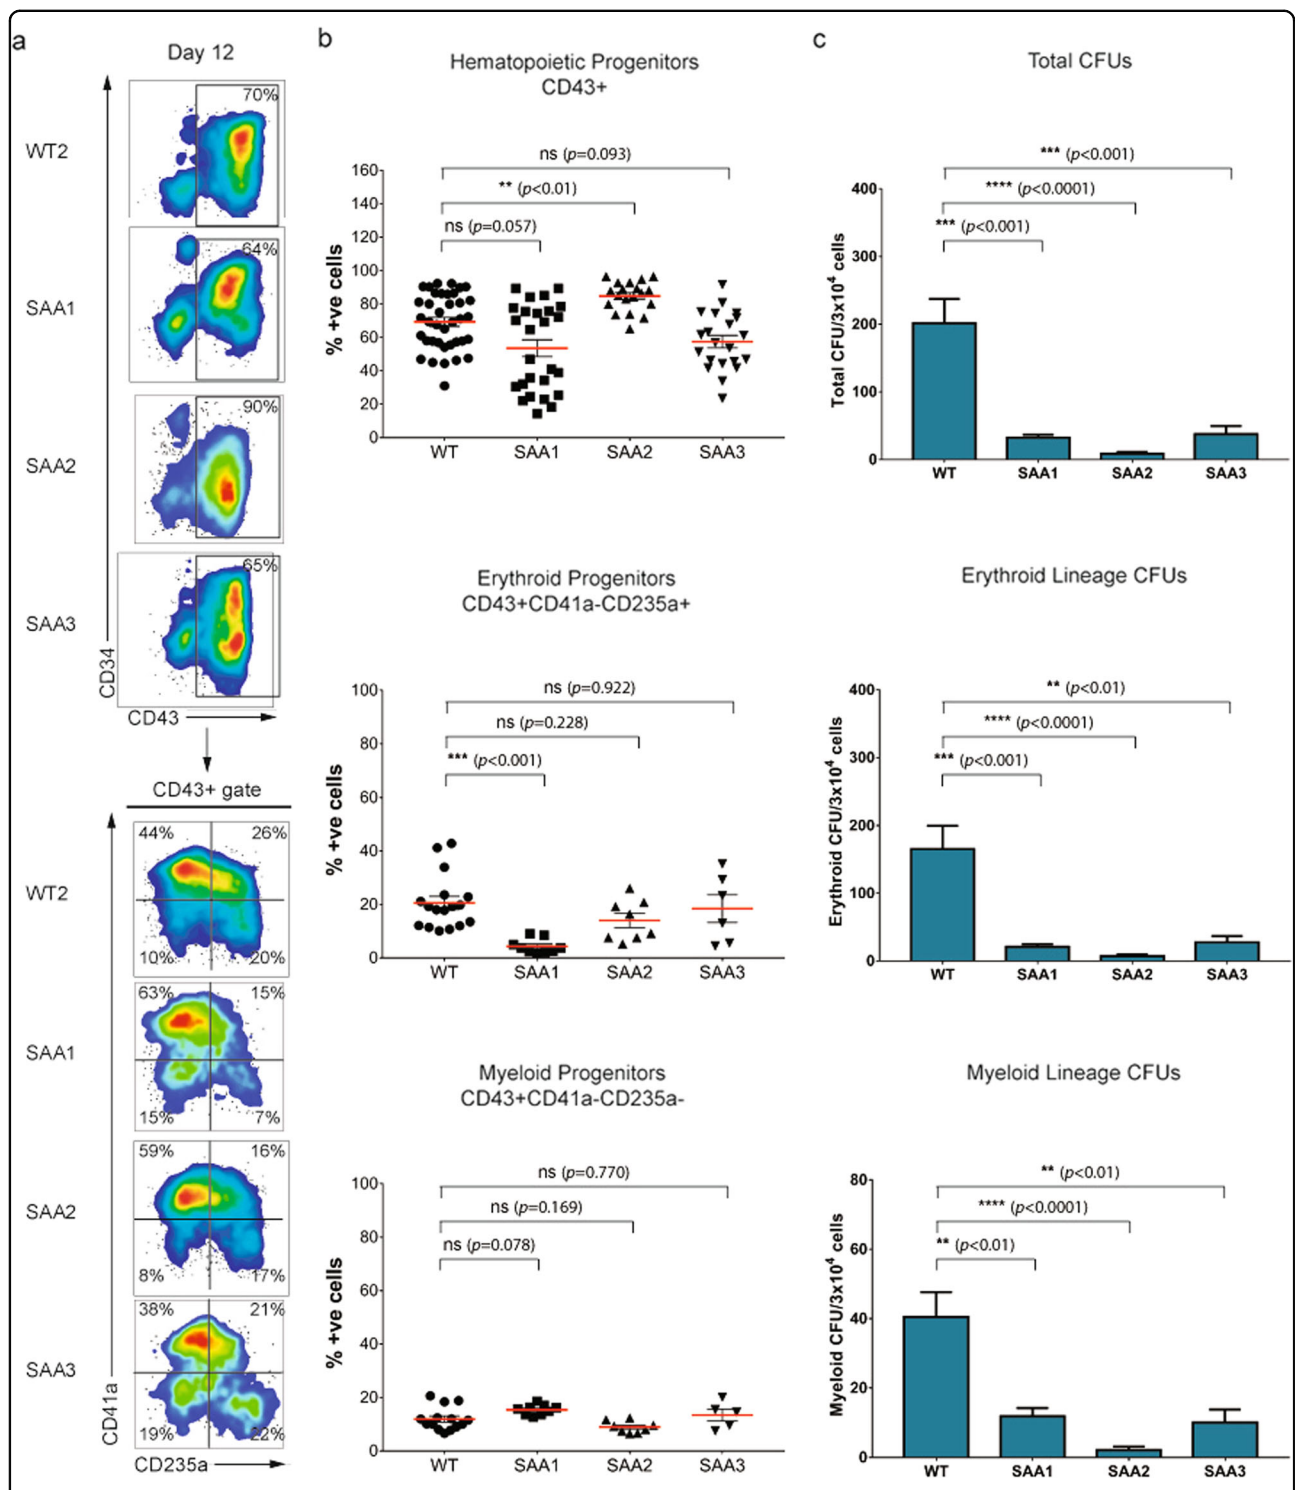 a
Day 12
WT2
70%
SAA1
64%
SAA2
90%
SAA3
65%
CD34
CD43
CD43+ gate
WT2
44% 26%
10% 20%
SAA1
63% 15%
15% 7%
SAA2
59% 16%
8% 17%
SAA3
38% 21%
19% 22%
CD41a
CD235a
b
Hematopoietic Progenitors
CD43+
ns (p=0.093)
** (p<0.01)
ns (p=0.057)
% +ve cells
160
140
120
100
80
60
40
20
0
WT SAA1 SAA2 SAA3
Erythroid Progenitors
CD43+CD41a-CD235a+
ns (p=0.922)
ns (p=0.228)
*** (p<0.001)
% +ve cells
100
80
60
40
20
0
WT SAA1 SAA2 SAA3
Myeloid Progenitors
CD43+CD41a-CD235a-
ns (p=0.770)
ns (p=0.169)
ns (p=0.078)
% +ve cells
100
80
60
40
20
0
WT SAA1 SAA2 SAA3
c
Total CFUs
*** (p<0.001)
**** (p<0.0001)
*** (p<0.001)
Total CFU/3x10⁴ cells
400
300
200
100
0
WT SAA1 SAA2 SAA3
Erythroid Lineage CFUs
** (p<0.01)
**** (p<0.0001)
*** (p<0.001)
Erythroid CFU/3x10⁴ cells
400
300
200
100
0
WT SAA1 SAA2 SAA3
Myeloid Lineage CFUs
** (p<0.01)
**** (p<0.0001)
** (p<0.01)
Myeloid CFU/3x10⁴ cells
80
60
40
20
0
WT SAA1 SAA2 SAA3